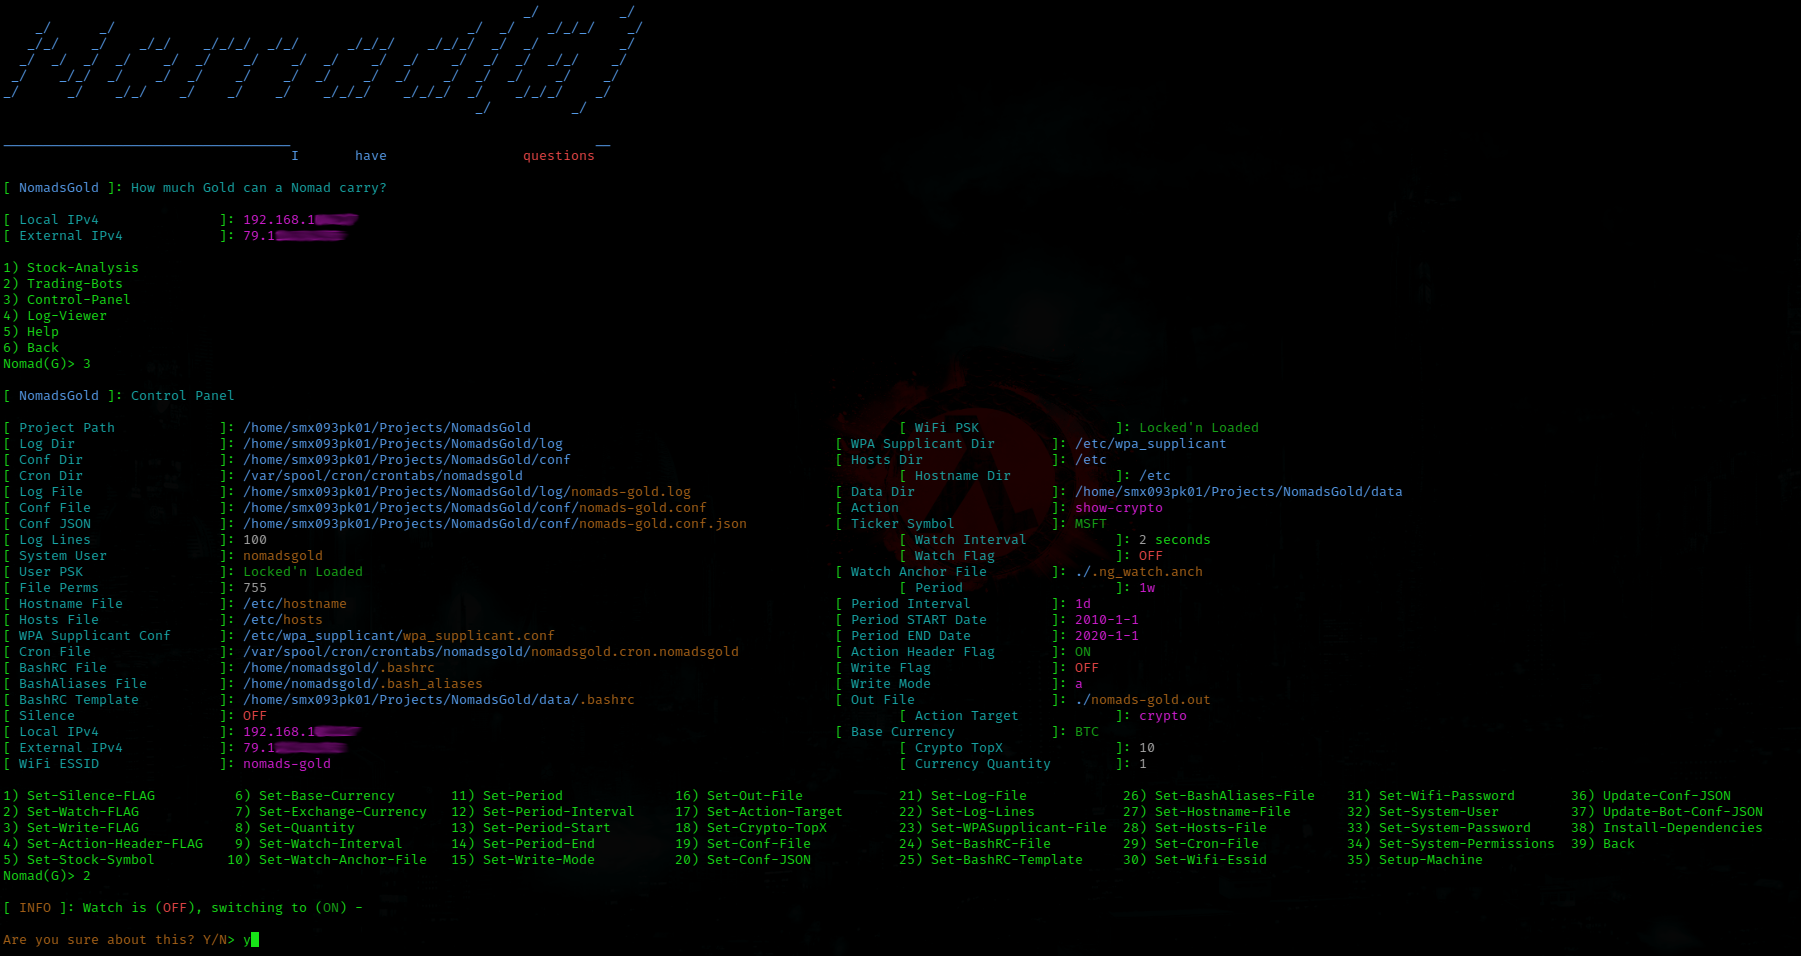 Nomad(G)
I have questions
[ NomadsGold ]: How much Gold can a Nomad carry?
[ Local IPv4 ]: 192.168.1
[ External IPv4 ]: 79.1
1) Stock-Analysis
2) Trading-Bots
3) Control-Panel
4) Log-Viewer
5) Help
6) Back
Nomad(G)> 3
[ NomadsGold ]: Control Panel
[ Project Path ]: /home/smx093pk01/Projects/NomadsGold [ WiFi PSK ]: Locked'n Loaded
[ Log Dir ]: /home/smx093pk01/Projects/NomadsGold/log [ WPA Supplicant Dir ]: /etc/wpa_supplicant
[ Conf Dir ]: /home/smx093pk01/Projects/NomadsGold/conf [ Hosts Dir ]: /etc
[ Cron Dir ]: /var/spool/cron/crontabs/nomadsgold [ Hostname Dir ]: /etc
[ Log File ]: /home/smx093pk01/Projects/NomadsGold/log/nomads-gold.log [ Data Dir ]: /home/smx093pk01/Projects/NomadsGold/data
[ Conf File ]: /home/smx093pk01/Projects/NomadsGold/conf/nomads-gold.conf [ Action ]: show-crypto
[ Conf JSON ]: /home/smx093pk01/Projects/NomadsGold/conf/nomads-gold.conf.json [ Ticker Symbol ]: MSFT
[ Log Lines ]: 100 [ Watch Interval ]: 2 seconds
[ System User ]: nomadsgold [ Watch Flag ]: OFF
[ User PSK ]: Locked'n Loaded [ Watch Anchor File ]: ./.ng_watch.anch
[ File Perms ]: 755 [ Period ]: 1w
[ Hostname File ]: /etc/hostname [ Period Interval ]: 1d
[ Hosts File ]: /etc/hosts [ Period START Date ]: 2010-1-1
[ WPA Supplicant Conf ]: /etc/wpa_supplicant/wpa_supplicant.conf [ Period END Date ]: 2020-1-1
[ Cron File ]: /var/spool/cron/crontabs/nomadsgold/nomadsgold.cron.nomadsgold [ Action Header Flag ]: ON
[ BashRC File ]: /home/nomadsgold/.bashrc [ Write Flag ]: OFF
[ BashAliases File ]: /home/nomadsgold/.bash_aliases [ Write Mode ]: a
[ BashRC Template ]: /home/smx093pk01/Projects/NomadsGold/data/.bashrc [ Out File ]: ./nomads-gold.out
[ Silence ]: OFF [ Action Target ]: crypto
[ Local IPv4 ]: 192.168.1 [ Base Currency ]: BTC
[ External IPv4 ]: 79.1 [ Crypto TopX ]: 10
[ WiFi ESSID ]: nomads-gold [ Currency Quantity ]: 1
1) Set-Silence-FLAG 6) Set-Base-Currency 11) Set-Period 16) Set-Out-File 21) Set-Log-File 26) Set-BashAliases-File 31) Set-Wifi-Password 36) Update-Conf-JSON
2) Set-Watch-FLAG 7) Set-Exchange-Currency 12) Set-Period-Interval 17) Set-Action-Target 22) Set-Log-Lines 27) Set-Hostname-File 32) Set-System-User 37) Update-Bot-Conf-JSON
3) Set-Write-FLAG 8) Set-Quantity 13) Set-Period-Start 18) Set-Crypto-TopX 23) Set-WPASupplicant-File 28) Set-Hosts-File 33) Set-System-Password 38) Install-Dependencies
4) Set-Action-Header-FLAG 9) Set-Watch-Interval 14) Set-Period-End 19) Set-Conf-File 24) Set-BashRC-File 29) Set-Cron-File 34) Set-System-Permissions 39) Back
5) Set-Stock-Symbol 10) Set-Watch-Anchor-File 15) Set-Write-Mode 20) Set-Conf-JSON 25) Set-BashRC-Template 30) Set-Wifi-Essid 35) Setup-Machine
Nomad(G)> 2
[ INFO ]: Watch is (OFF), switching to (ON) -
Are you sure about this? Y/N> y